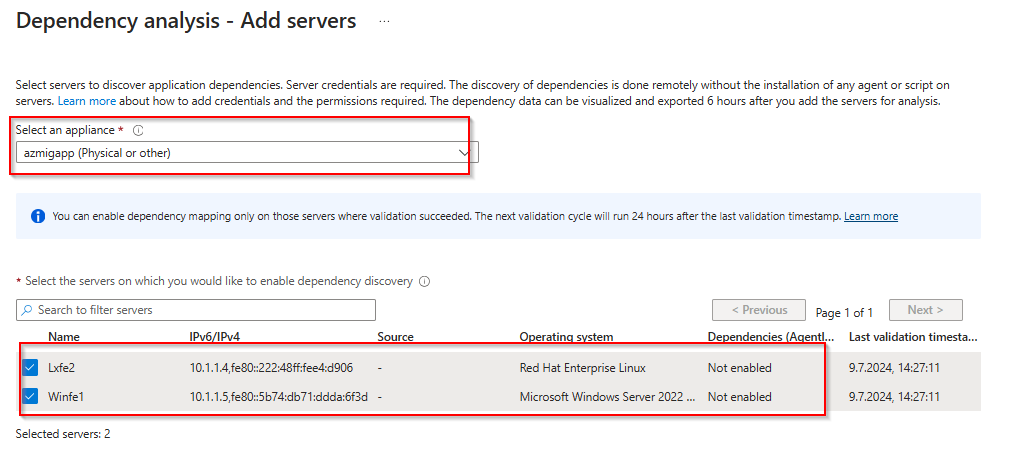 Dependency analysis - Add servers ...
Select servers to discover application dependencies. Server credentials are required. The discovery of dependencies is done remotely without the installation of any agent or script on
servers. Learn more about how to add credentials and the permissions required. The dependency data can be visualized and exported 6 hours after you add the servers for analysis.
Select an appliance *
azmigapp (Physical or other)
You can enable dependency mapping only on those servers where validation succeeded. The next validation cycle will run 24 hours after the last validation timestamp. Learn more
* Select the servers on which you would like to enable dependency discovery
Search to filter servers
< Previous Page 1 of 1 Next >
Name IPv6/IPv4 Source Operating system Dependencies (Agentl... Last validation timesta...
Lxfe2 10.1.1.4,fe80::222:48ff:fee4:d906 - Red Hat Enterprise Linux Not enabled 9.7.2024, 14:27:11
Winfe1 10.1.1.5,fe80::5b74:db71:ddda:6f3d - Microsoft Windows Server 2022 ... Not enabled 9.7.2024, 14:27:11
Selected servers: 2